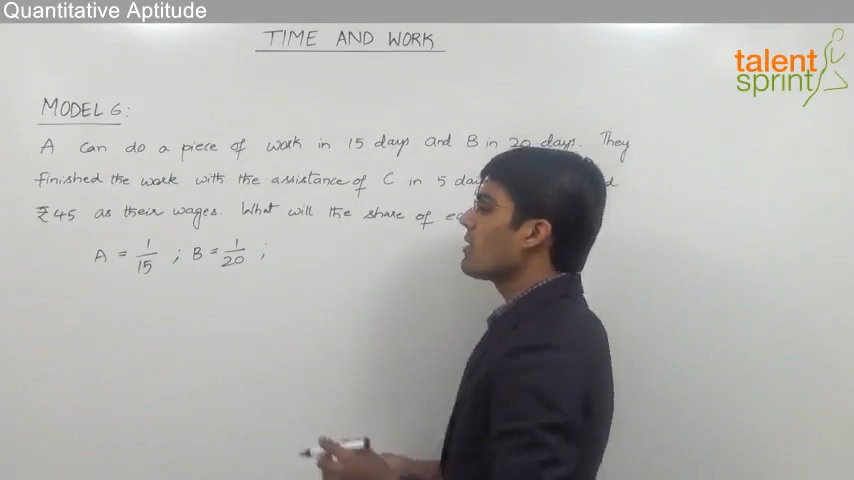 Quantitative Aptitude
TIME AND WORK
talent
sprint
MODEL 6:
A can do a piece of work in 15 days and B in 20 days. They
finished the work with the assistance of C in 5 days
₹45 as their wages. What will the share of
A = 1/15 ; B = 1/20 ;